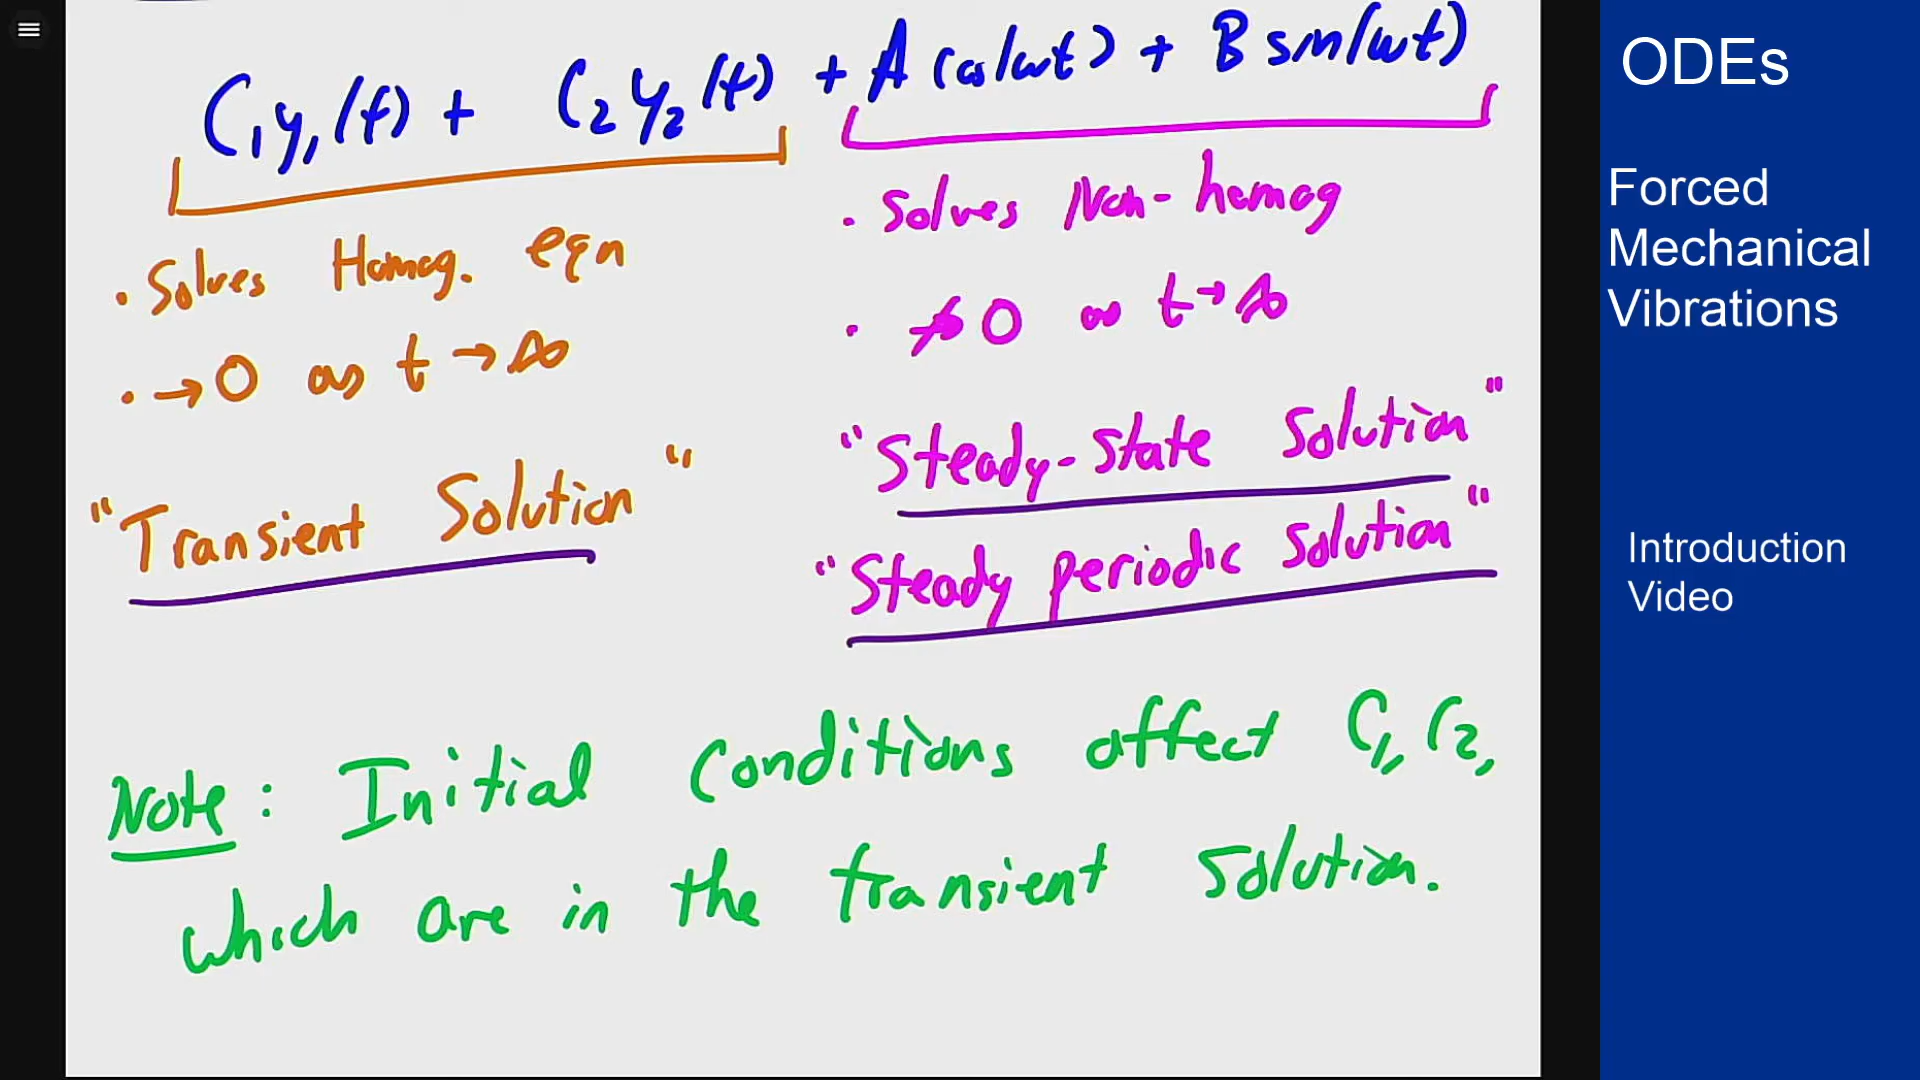 C₁y₁(t) + C₂y₂(t) + A cos(ωt) + B sin(ωt)
• Solves Homag. eqn
• → 0 as t → ∞
"Transient Solution"
• Solves Non-homog
• ↛ 0 as t → ∞
"Steady-State Solution"
"Steady periodic Solution"
Note: Initial Conditions affect C₁, C₂,
which are in the transient solution.
ODEs
Forced
Mechanical
Vibrations
Introduction
Video